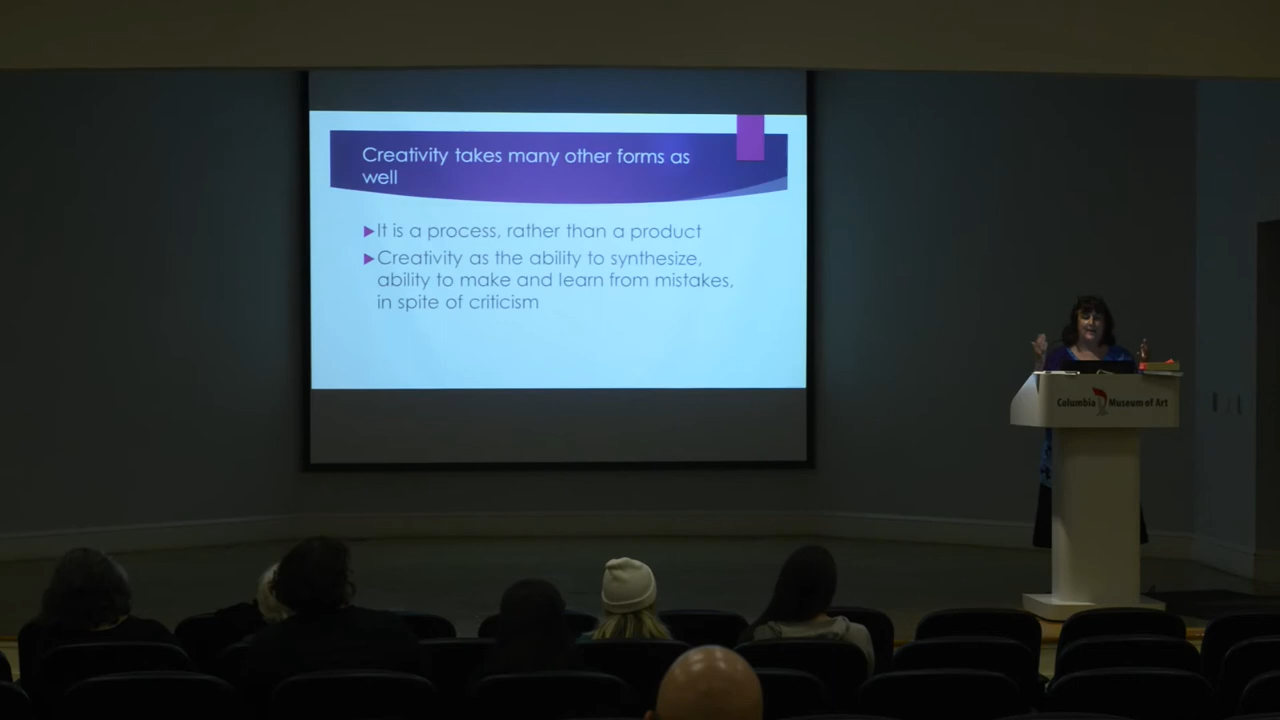 Creativity takes many other forms as
well
It is a process, rather than a product
Creativity as the ability to synthesize,
ability to make and learn from mistakes,
in spite of criticism
Columbia Museum of Art